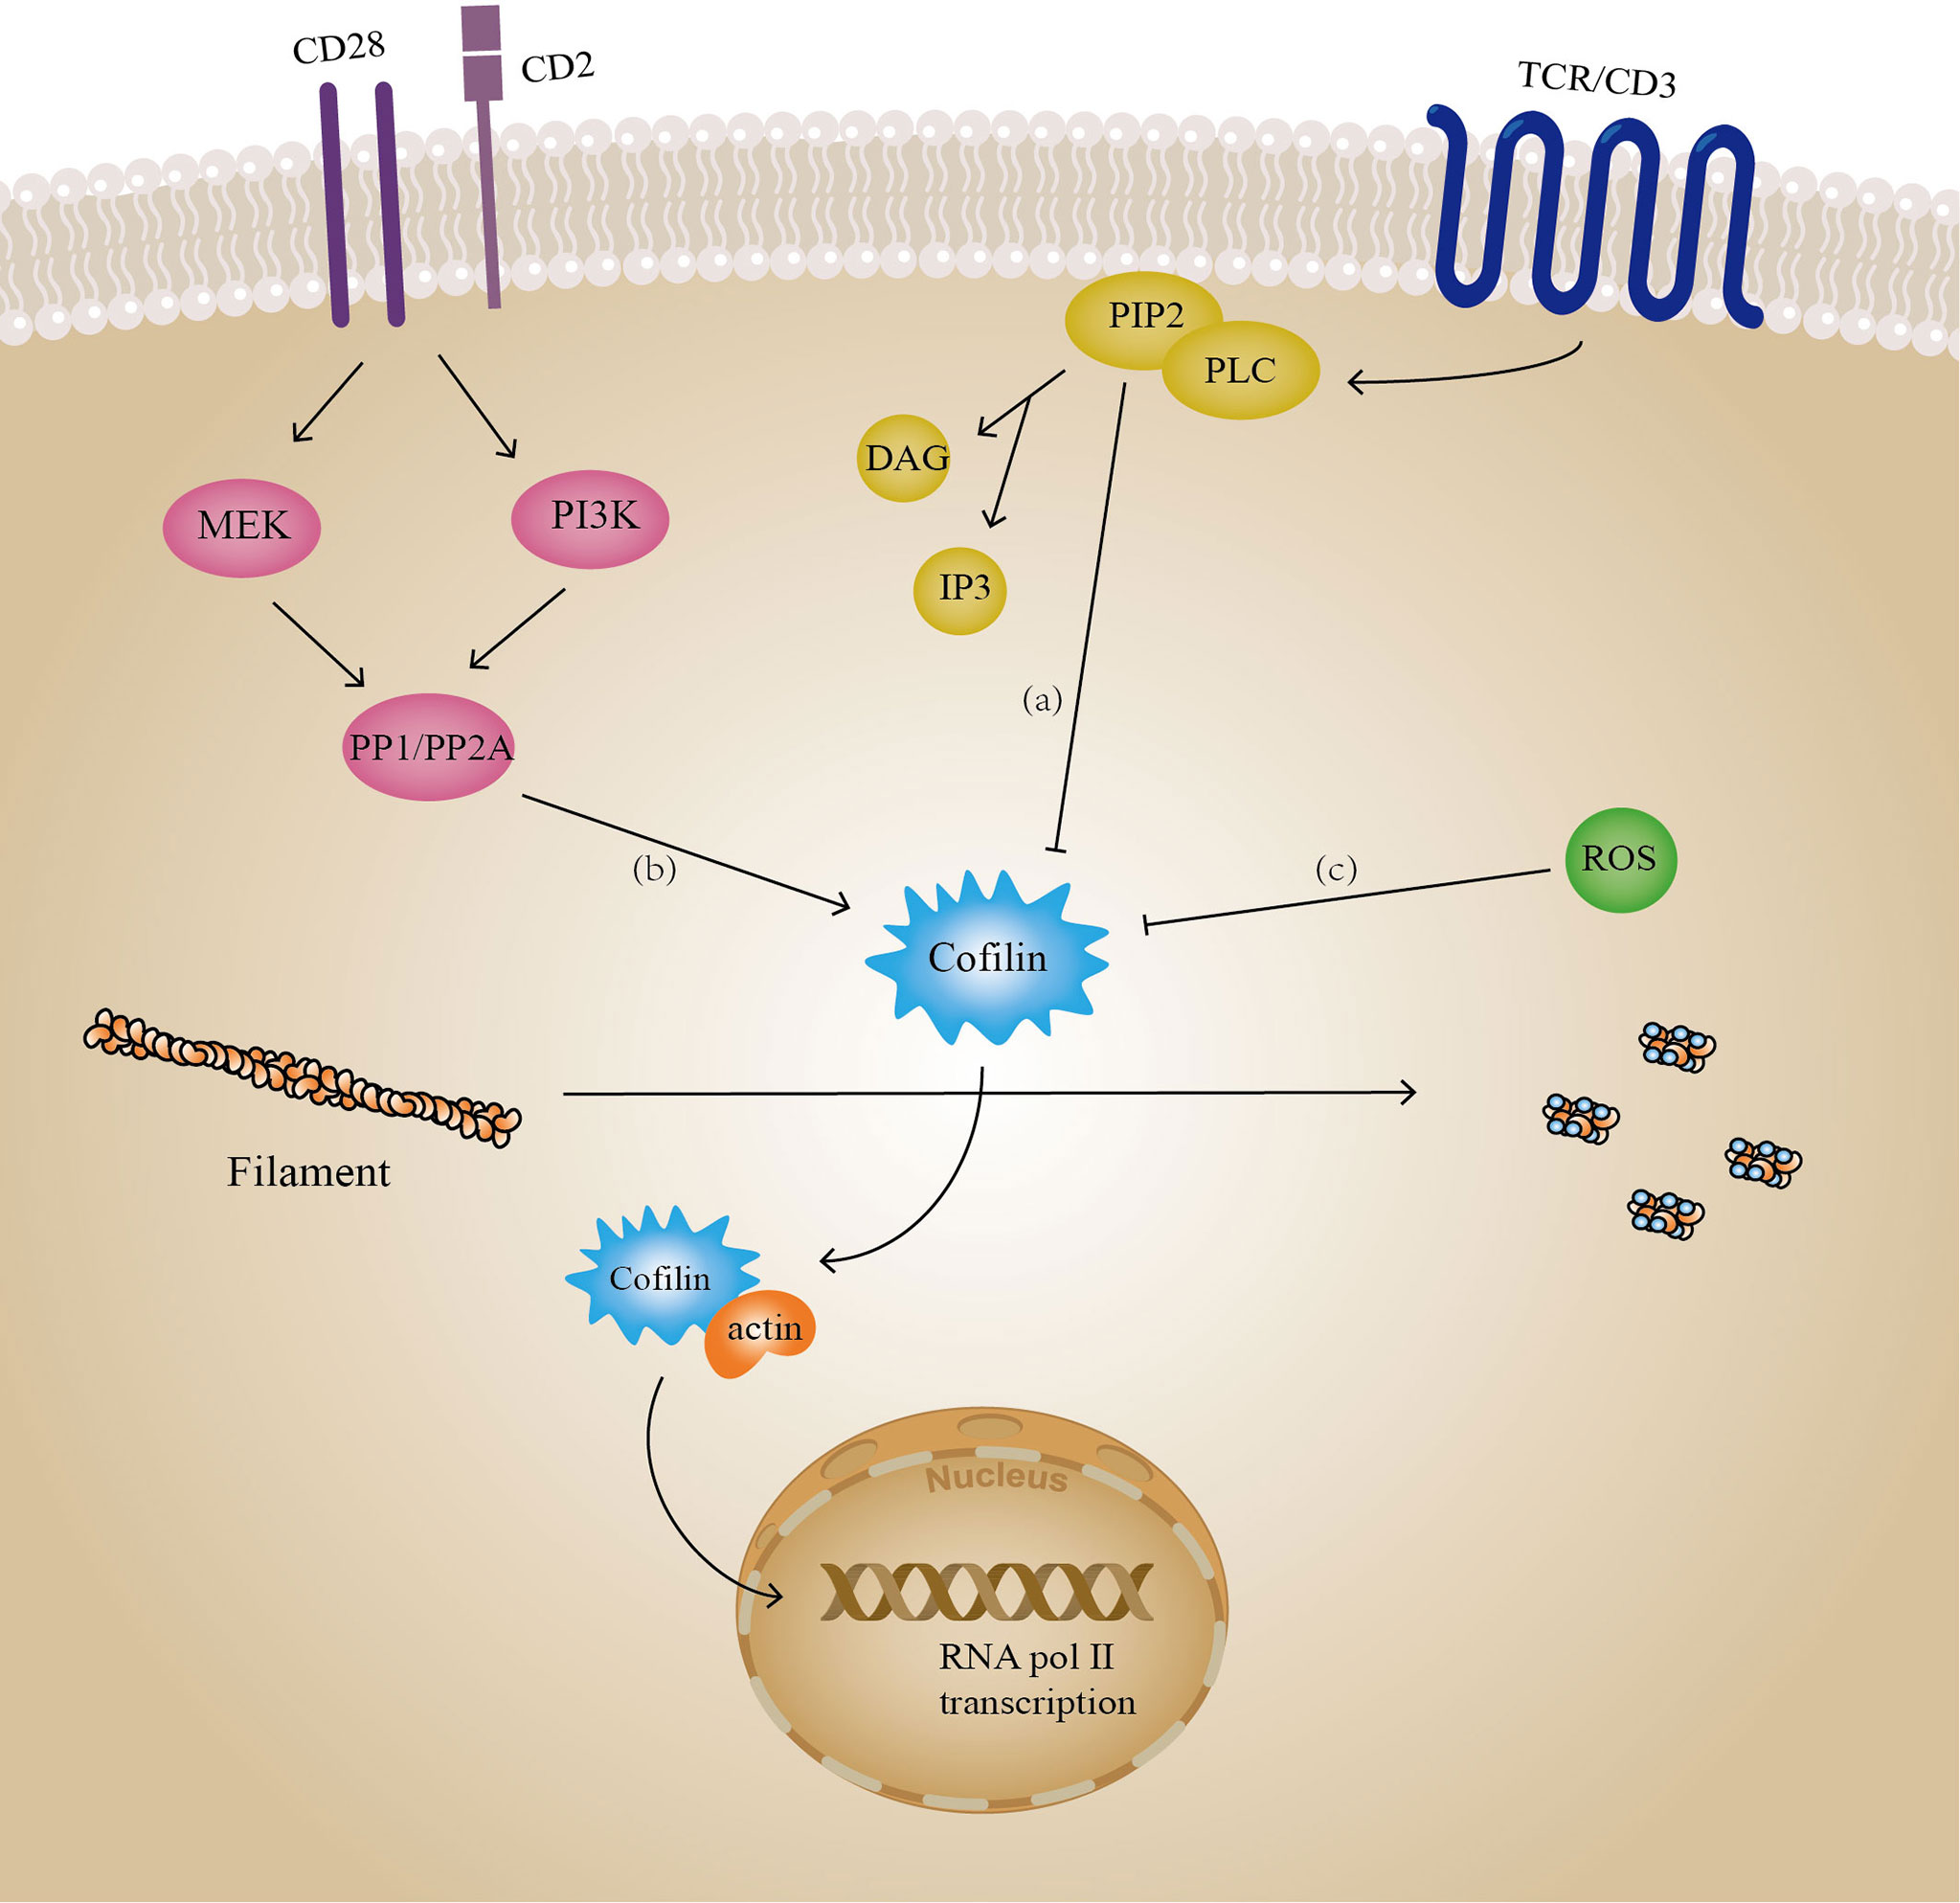 CD28
CD2
TCR/CD3
PIP2
PLC
DAG
MEK
PI3K
IP3
(a)
PP1/PP2A
(b)
(c)
ROS
Cofilin
Filament
Cofilin
actin
Nucleus
RNA pol II
transcription